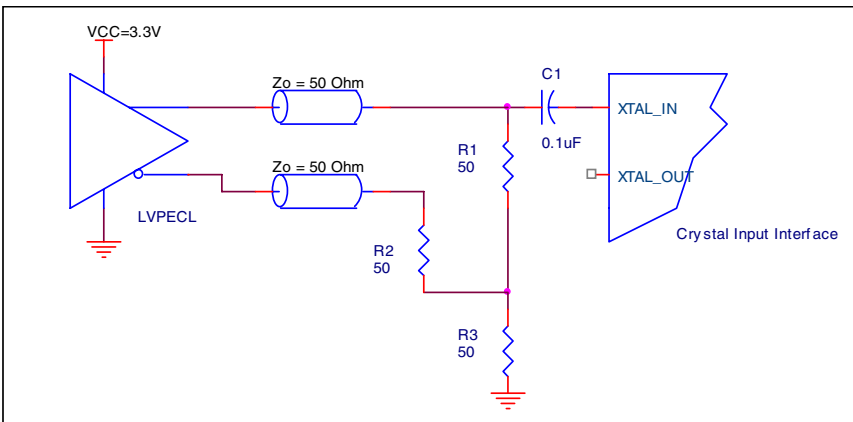 VCC=3.3V
Zo = 50 Ohm
C1
0.1uF
XTAL_IN
R1
50
Zo = 50 Ohm
XTAL_OUT
LVPECL
R2
50
Crystal Input Interface
R3
50